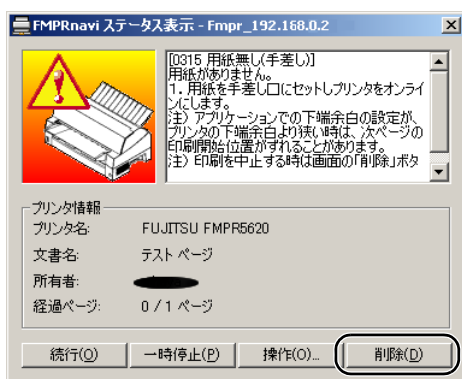 FMPRnavi ステータス表示 - Fmpr_192.168.0.2
[0315 用紙無し(手差し)]
用紙がありません。
1. 用紙を手差し口にセットしプリンタをオンライ
ンにします。
注) アプリケーションでの下端余白の設定が、
プリンタの下端余白より狭い時は、次ページの
印刷開始位置がずれることがあります。
注) 印刷を中止する時は画面の「削除」ボタ
プリンタ情報
プリンタ名: FUJITSU FMPR5620
文書名: テスト ページ
所有者:
経過ページ: 0 / 1 ページ
続行(O) 一時停止(P) 操作(O)... 削除(D)